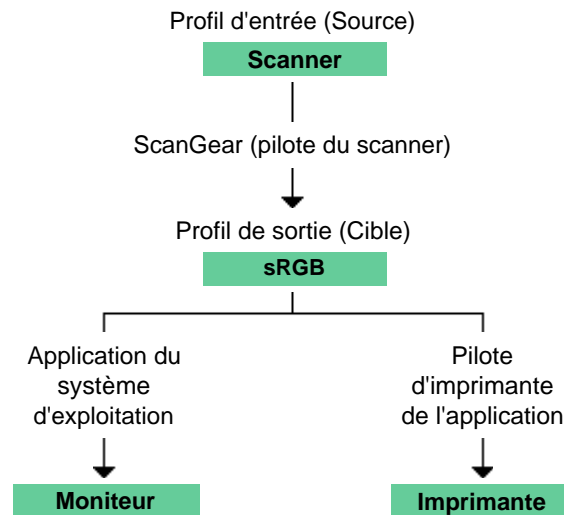 Profil d'entrée (Source)
Scanner
ScanGear (pilote du scanner)
Profil de sortie (Cible)
sRGB
Application du
système
d'exploitation
Pilote
d'imprimante
de l'application
Moniteur
Imprimante